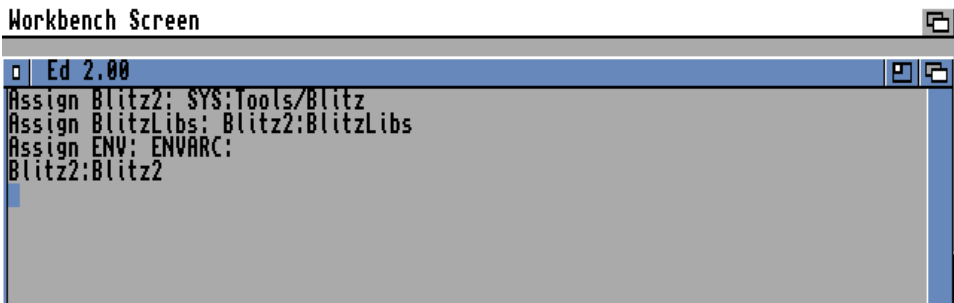 Workbench Screen
Ed 2.00
Assign Blitz2: SYS:Tools/Blitz
Assign BlitzLibs: Blitz2:BlitzLibs
Assign ENV: ENVARC:
Blitz2:Blitz2